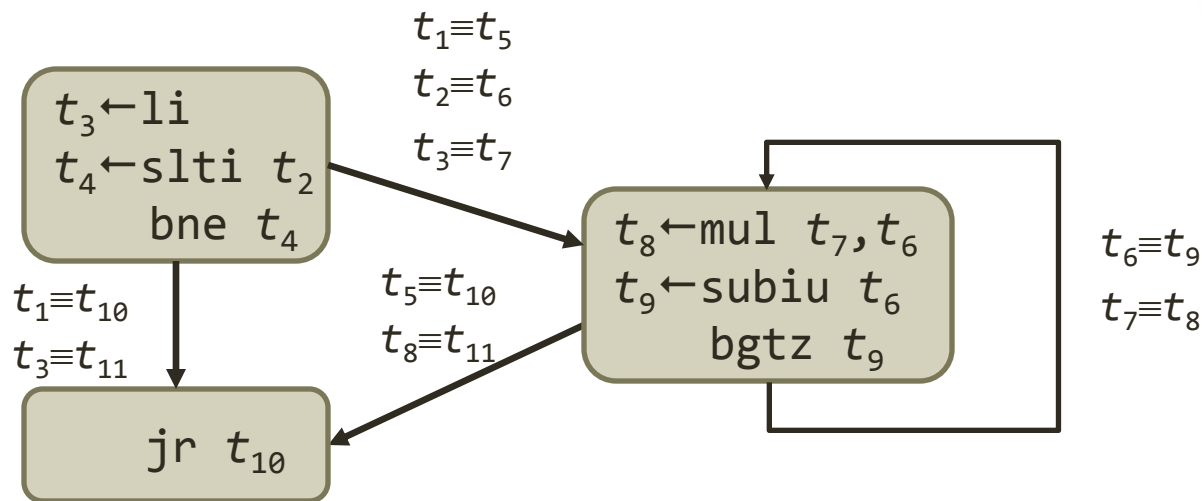 t₁≡t₅
t₂≡t₆
t₃≡t₇
t₃←li
t₄←slti t₂
bne t₄
t₈←mul t₇,t₆
t₉←subiu t₆
bgtz t₉
t₆≡t₉
t₇≡t₈
t₁≡t₁₀
t₃≡t₁₁
t₅≡t₁₀
t₈≡t₁₁
jr t₁₀